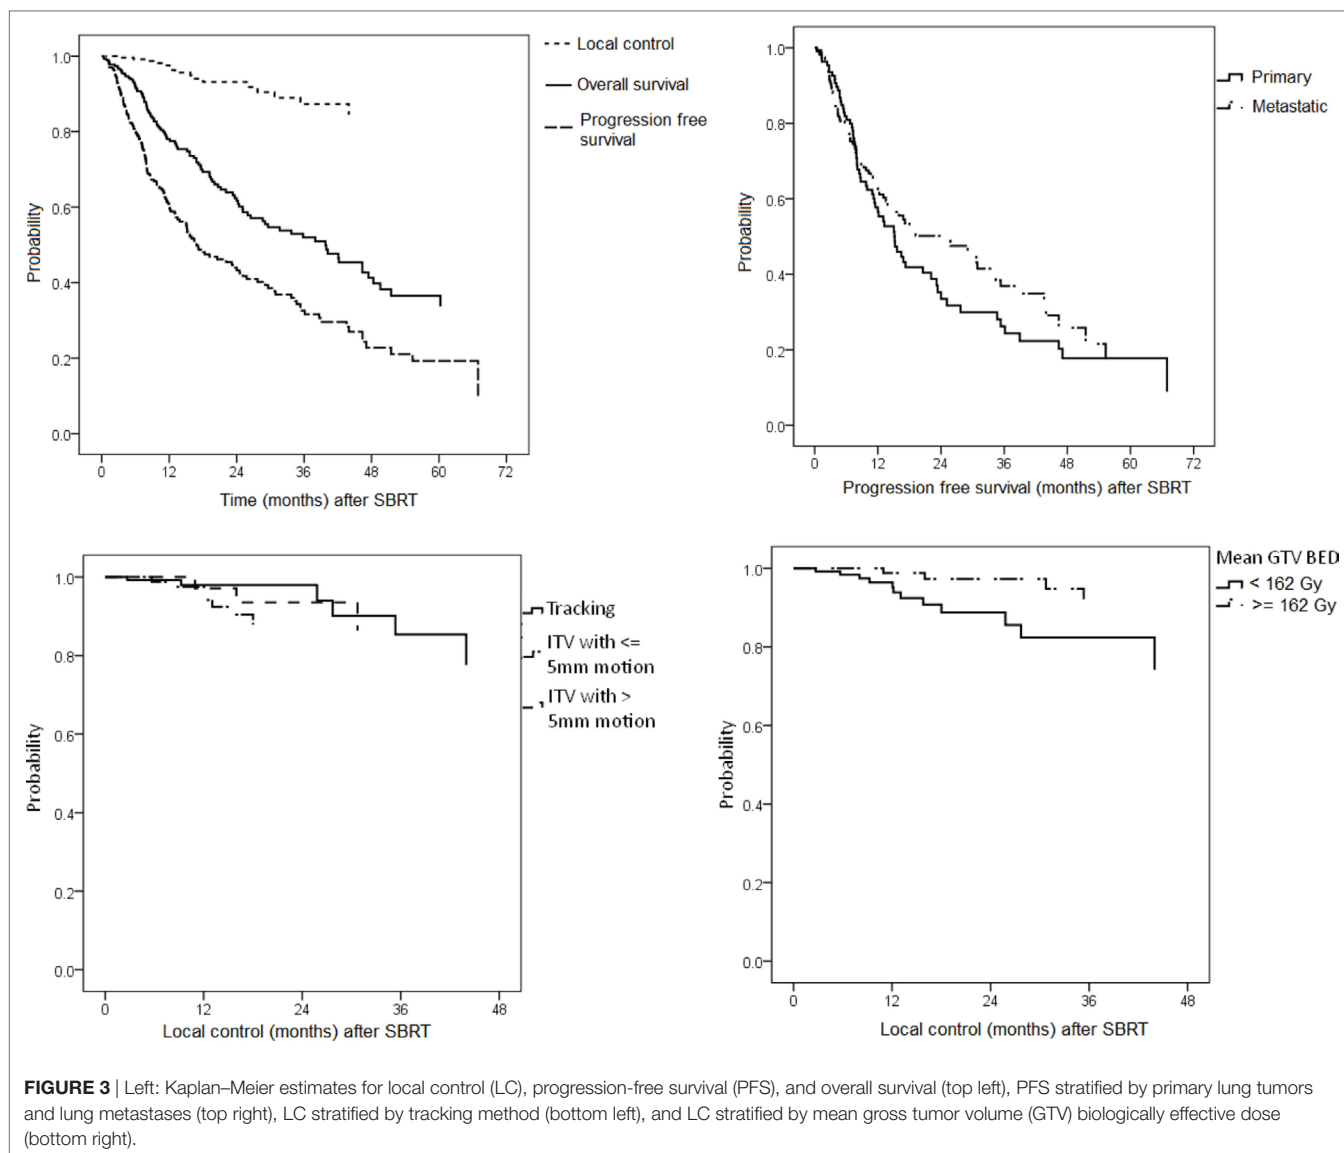 1.0
0.8
0.6
0.4
0.2
0.0
Probability
0
12
24
36
48
60
72
Time (months) after SBRT
Local control
Overall survival
Progression free
survival
1.0
0.8
0.6
0.4
0.2
0.0
Probability
0
12
24
36
48
60
72
Progression free survival (months) after SBRT
Primary
Metastatic
1.0
0.8
0.6
0.4
0.2
0.0
Probability
0
12
24
36
48
Local control (months) after SBRT
Tracking
ITV with <=
5mm motion
ITV with >
5mm motion
1.0
0.8
0.6
0.4
0.2
0.0
Probability
0
12
24
36
48
Local control (months) after SBRT
Mean GTV BED
< 162 Gy
>= 162 Gy
FIGURE 3 | Left: Kaplan–Meier estimates for local control (LC), progression-free survival (PFS), and overall survival (top left), PFS stratified by primary lung tumors
and lung metastases (top right), LC stratified by tracking method (bottom left), and LC stratified by mean gross tumor volume (GTV) biologically effective dose
(bottom right).